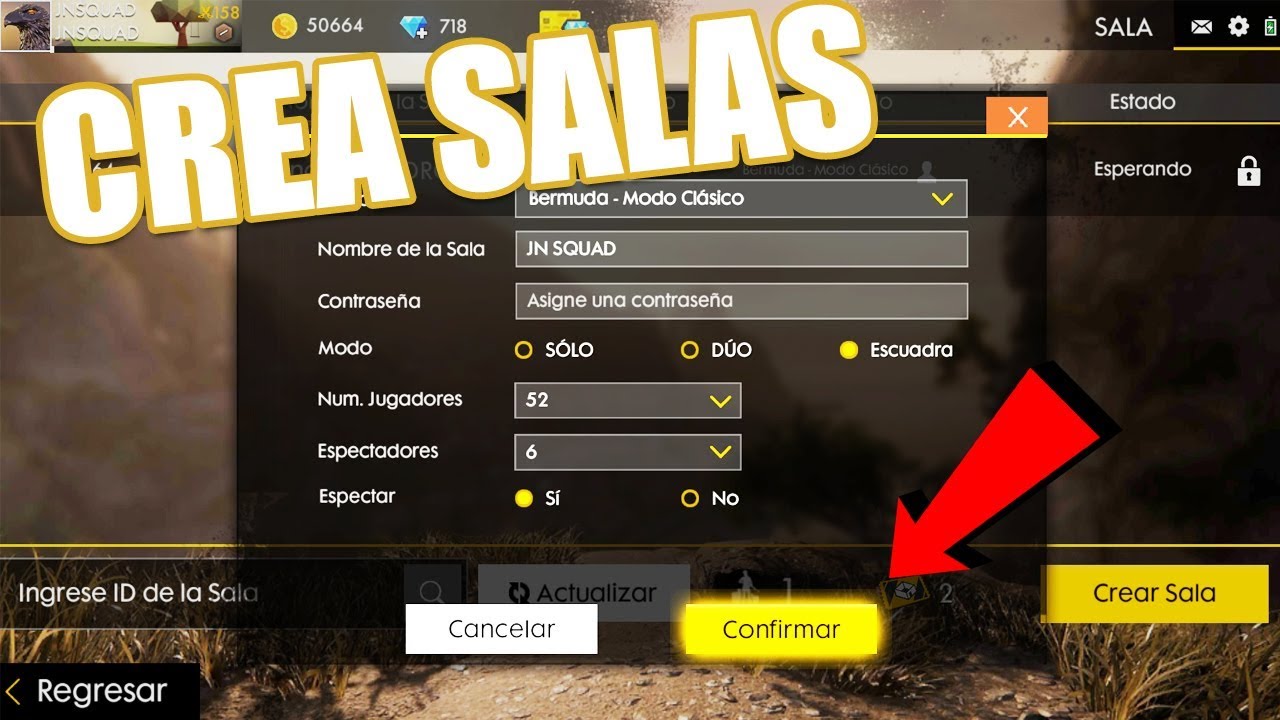 JNSQUAD
JNSQUAD
X158
50664
718
SALA
CREA SALAS
Estado
Bermuda - Modo Clásico
Esperando
Bermuda - Modo Clásico
Nombre de la Sala
JN SQUAD
Contraseña
Asigne una contraseña
Modo
SÓLO
DÚO
Escuadra
Num. Jugadores
52
Espectadores
6
Espectar
Sí
No
Ingrese ID de la Sala
Actualizar
1
2
Crear Sala
Cancelar
Confirmar
Regresar